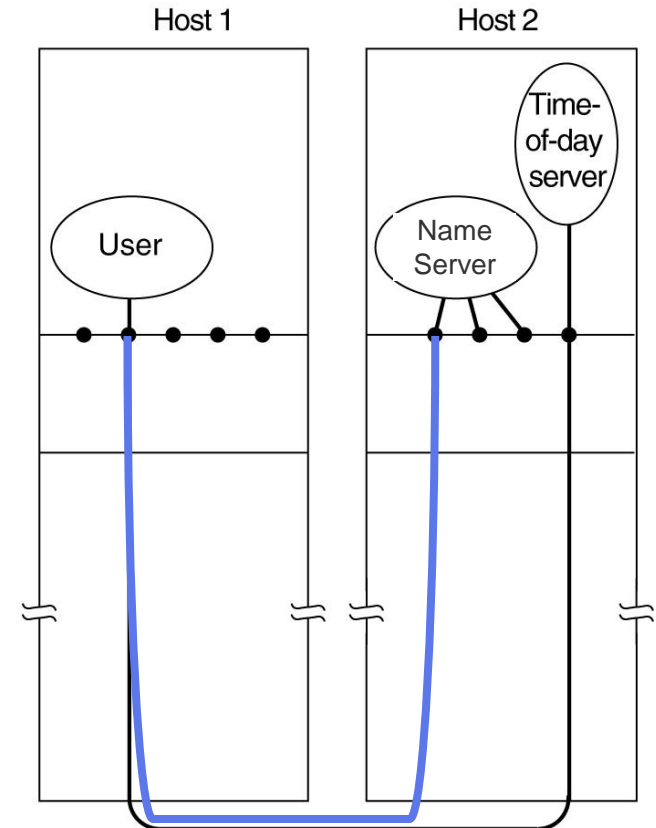 Host 1
Host 2
Time-
of-day
server
User
Name
Server